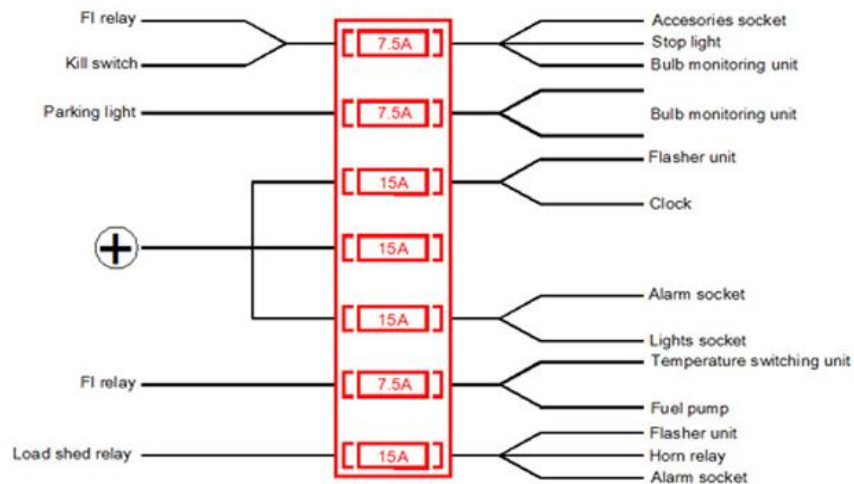 FI relay
Kill switch
7.5A
Accesories socket
Stop light
Bulb monitoring unit
Parking light
7.5A
Bulb monitoring unit
15A
Flasher unit
Clock
15A
15A
Alarm socket
Lights socket
FI relay
7.5A
Temperature switching unit
Fuel pump
Load shed relay
15A
Flasher unit
Horn relay
Alarm socket